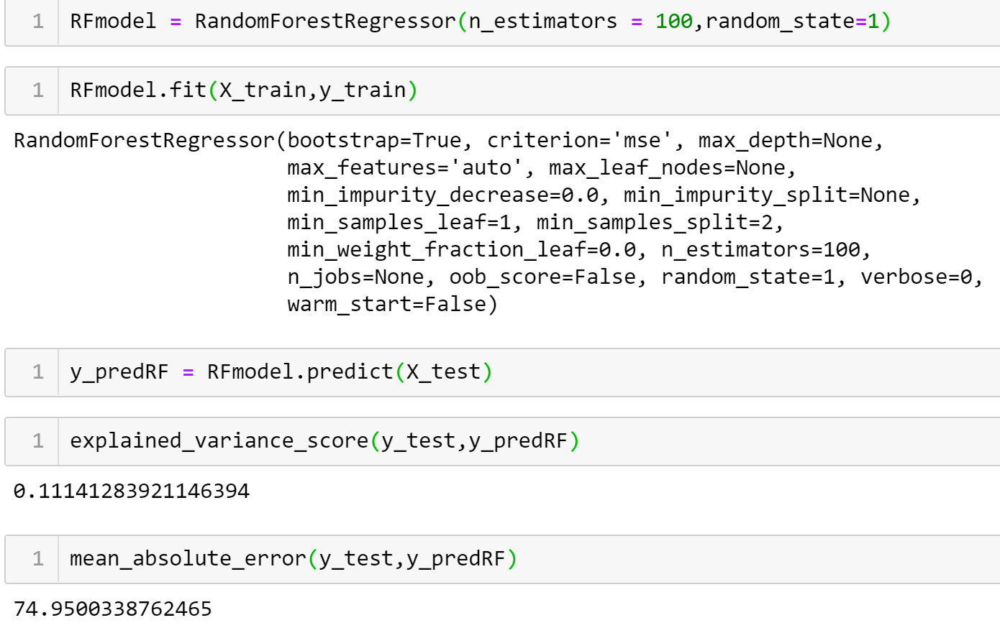 1 RFmodel = RandomForestRegressor(n_estimators = 100,random_state=1)
1 RFmodel.fit(X_train,y_train)
RandomForestRegressor(bootstrap=True, criterion='mse', max_depth=None,
max_features='auto', max_leaf_nodes=None,
min_impurity_decrease=0.0, min_impurity_split=None,
min_samples_leaf=1, min_samples_split=2,
min_weight_fraction_leaf=0.0, n_estimators=100,
n_jobs=None, oob_score=False, random_state=1, verbose=0,
warm_start=False)
1 y_predRF = RFmodel.predict(X_test)
1 explained_variance_score(y_test,y_predRF)
0.11141283921146394
1 mean_absolute_error(y_test,y_predRF)
74.9500338762465